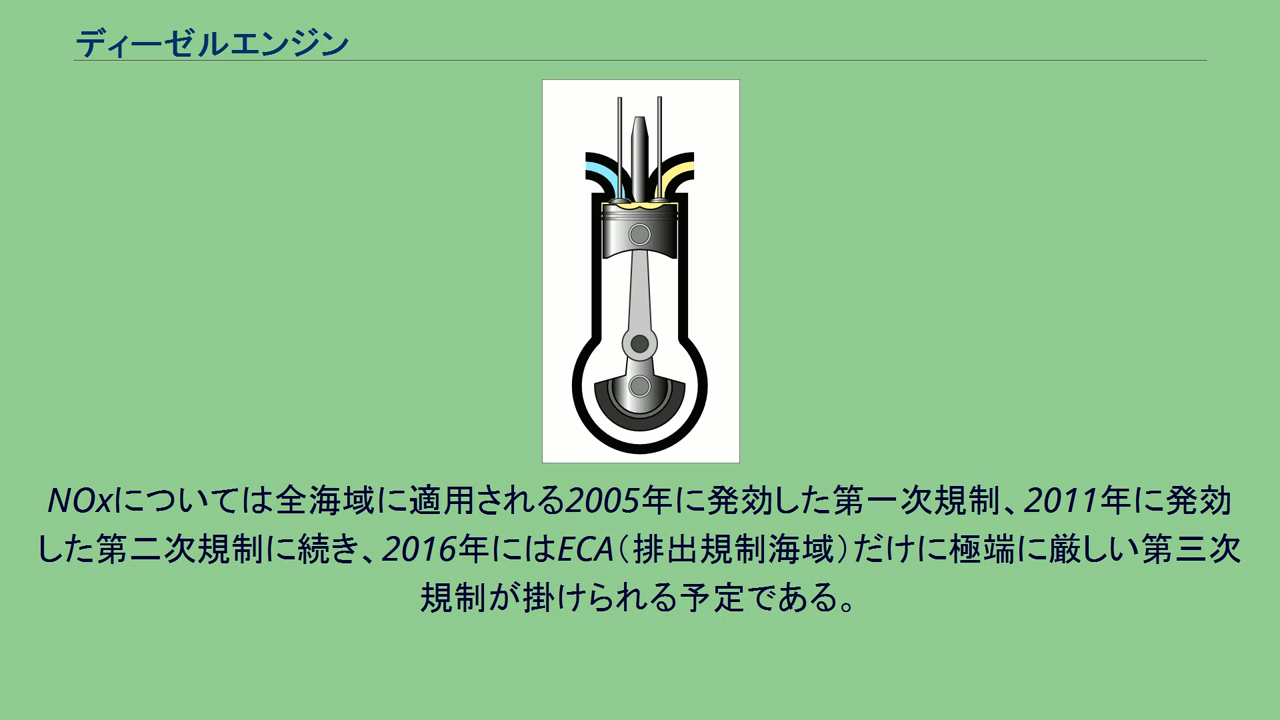 ディーゼルエンジン
NOxについては全海域に適用される2005年に発効した第一次規制、2011年に発効
した第二次規制に続き、2016年にはECA（排出規制海域）だけに極端に厳しい第三次
規制が掛けられる予定である。